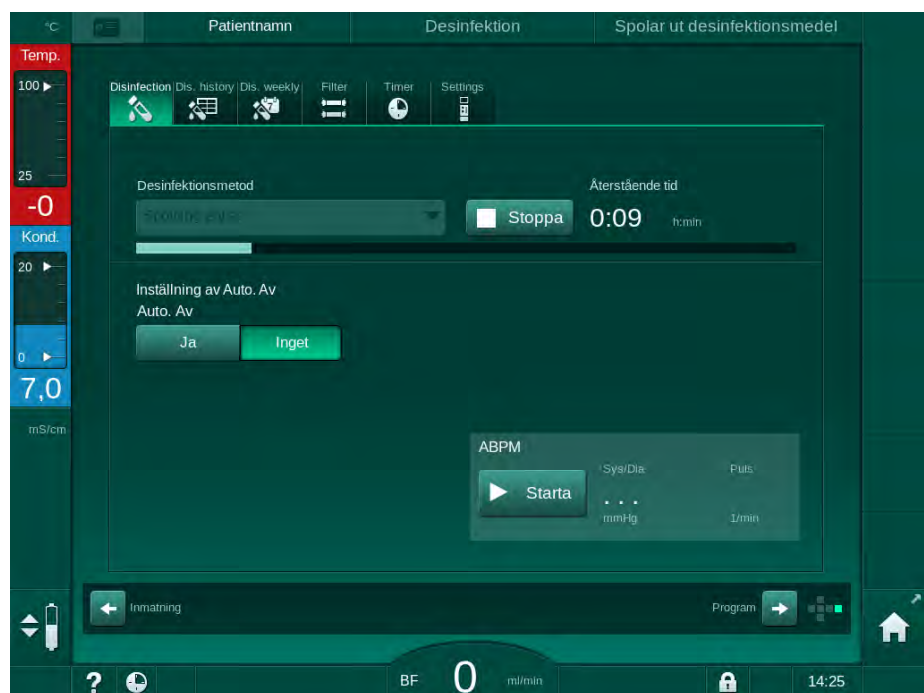 °C
Patientnamn
Desinfektion
Spolar ut desinfektionsmedel
Temp.
100
25
-0
Kond.
20
0
7,0
mS/cm
Disinfection
Dis. history
Dis. weekly
7
Filter
Timer
Settings
Desinfektionsmetod
Stoppa
Återstående tid
0:09
h:min
Inställning av Auto. Av
Auto. Av
Ja
Inget
ABPM
Starta
Sys/Dia
Puls
...
mmHg
1/min
Inmatning
Program
?
BF
0
ml/min
14:25